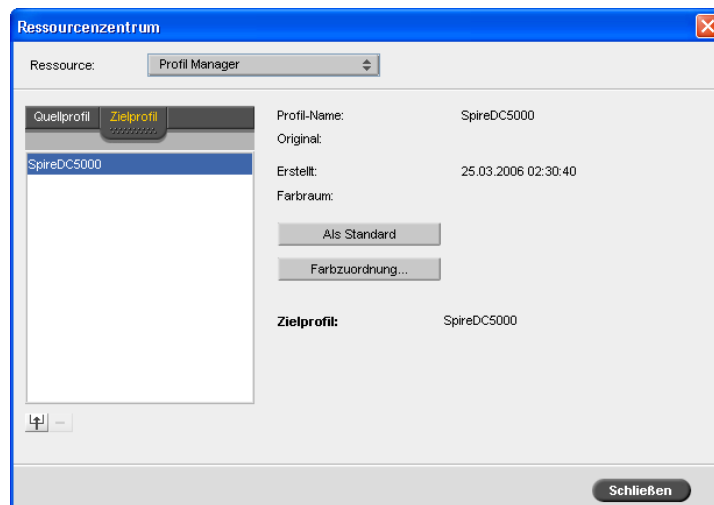 Ressourcenzentrum
Ressource: Profil Manager
Quellprofil Zielprofil
SpireDC5000
Profil-Name: SpireDC5000
Original:
Erstellt: 25.03.2006 02:30:40
Farbraum:
Als Standard
Farbzuordnung...
Zielprofil: SpireDC5000
Schließen